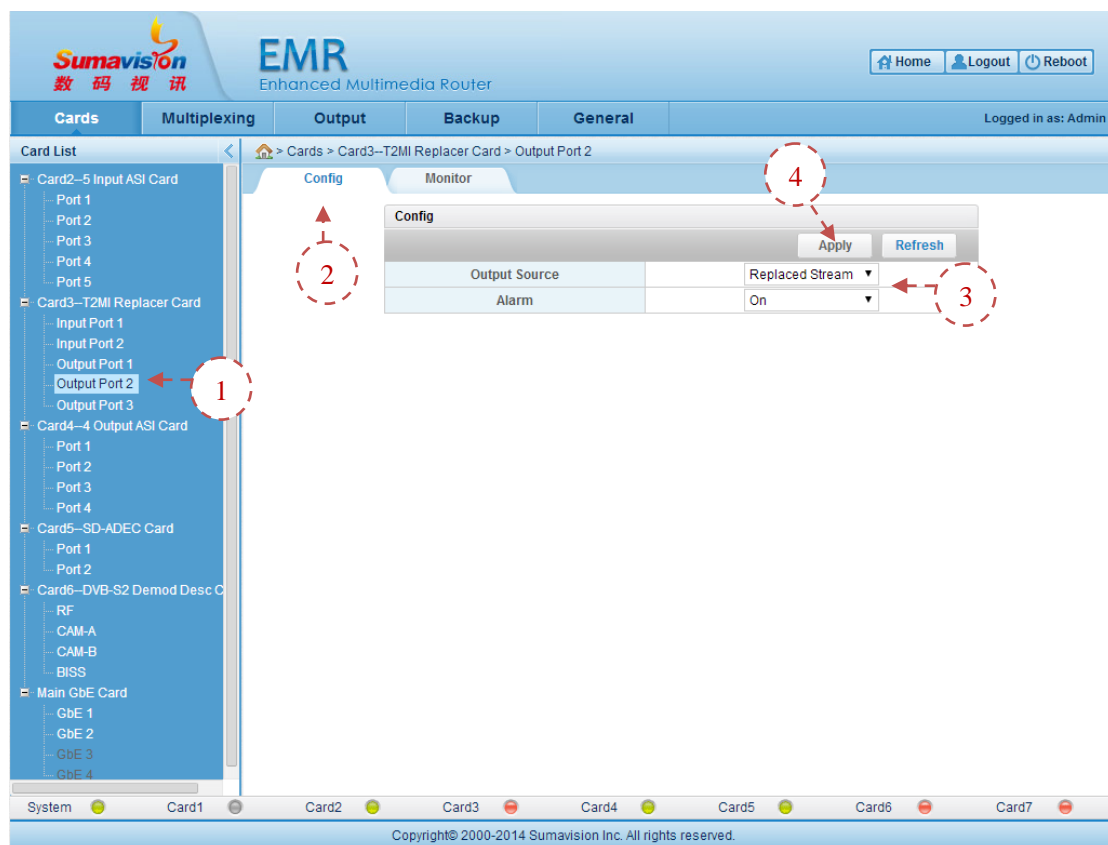 Sumavision
数 码 视 讯
EMR
Enhanced Multimedia Router
Home
Logout
Reboot
Cards
Multiplexing
Output
Backup
General
Logged in as: Admin
Card List
> Cards > Card3--T2MI Replacer Card > Output Port 2
Card2--5 Input ASI Card
Port 1
Port 2
Port 3
Port 4
Port 5
Card3--T2MI Replacer Card
Input Port 1
Input Port 2
Output Port 1
Output Port 2
Output Port 3
Card4--4 Output ASI Card
Port 1
Port 2
Port 3
Port 4
Card5--SD-ADEC Card
Port 1
Port 2
Card6--DVB-S2 Demod Desc C
RF
CAM-A
CAM-B
BISS
Main GbE Card
GbE 1
GbE 2
GbE 3
GbE 4
Config
Monitor
Config
Apply
Refresh
Output Source
Replaced Stream
Alarm
On
1
2
3
4
System
Card1
Card2
Card3
Card4
Card5
Card6
Card7
Copyright© 2000-2014 Sumavision Inc. All rights reserved.